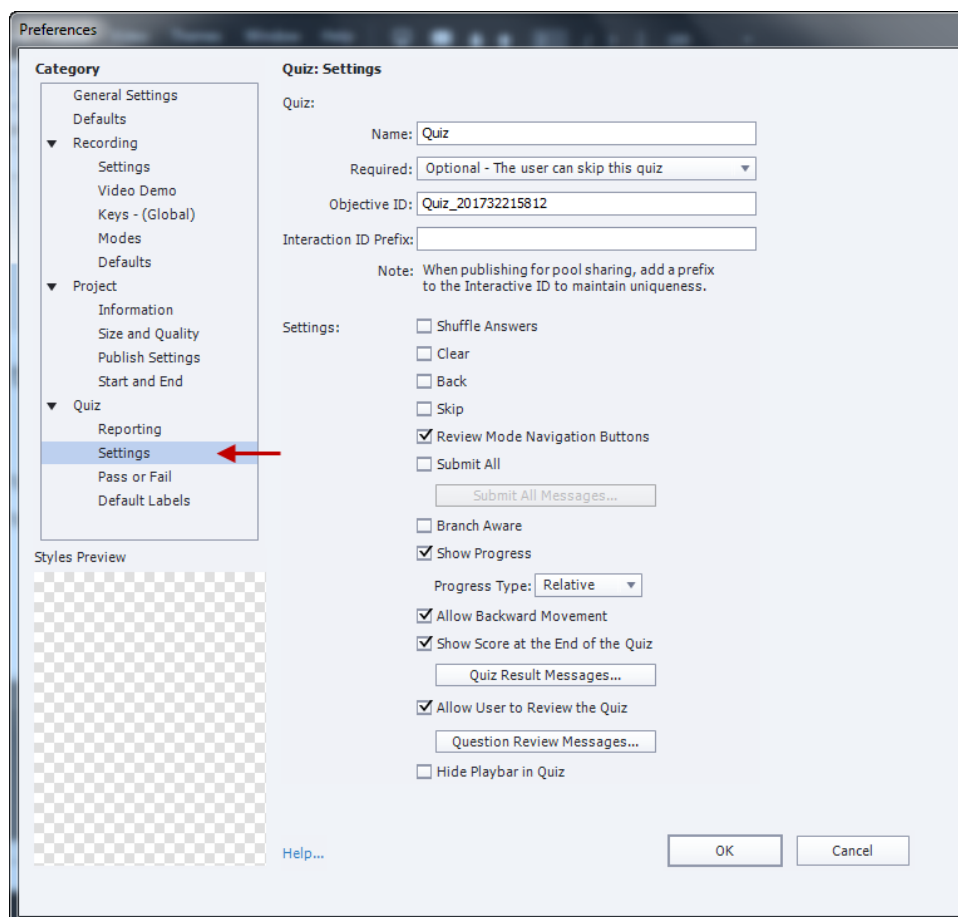 Preferences
Category
General Settings
Defaults
Recording
Settings
Video Demo
Keys - (Global)
Modes
Defaults
Project
Information
Size and Quality
Publish Settings
Start and End
Quiz
Reporting
Settings
Pass or Fail
Default Labels
Styles Preview
Quiz: Settings
Quiz:
Name: Quiz
Required: Optional - The user can skip this quiz
Objective ID: Quiz_201732215812
Interaction ID Prefix:
Note: When publishing for pool sharing, add a prefix
to the Interactive ID to maintain uniqueness.
Settings:
Shuffle Answers
Clear
Back
Skip
Review Mode Navigation Buttons
Submit All
Submit All Messages...
Branch Aware
Show Progress
Progress Type: Relative
Allow Backward Movement
Show Score at the End of the Quiz
Quiz Result Messages...
Allow User to Review the Quiz
Question Review Messages...
Hide Playbar in Quiz
Help...
OK
Cancel